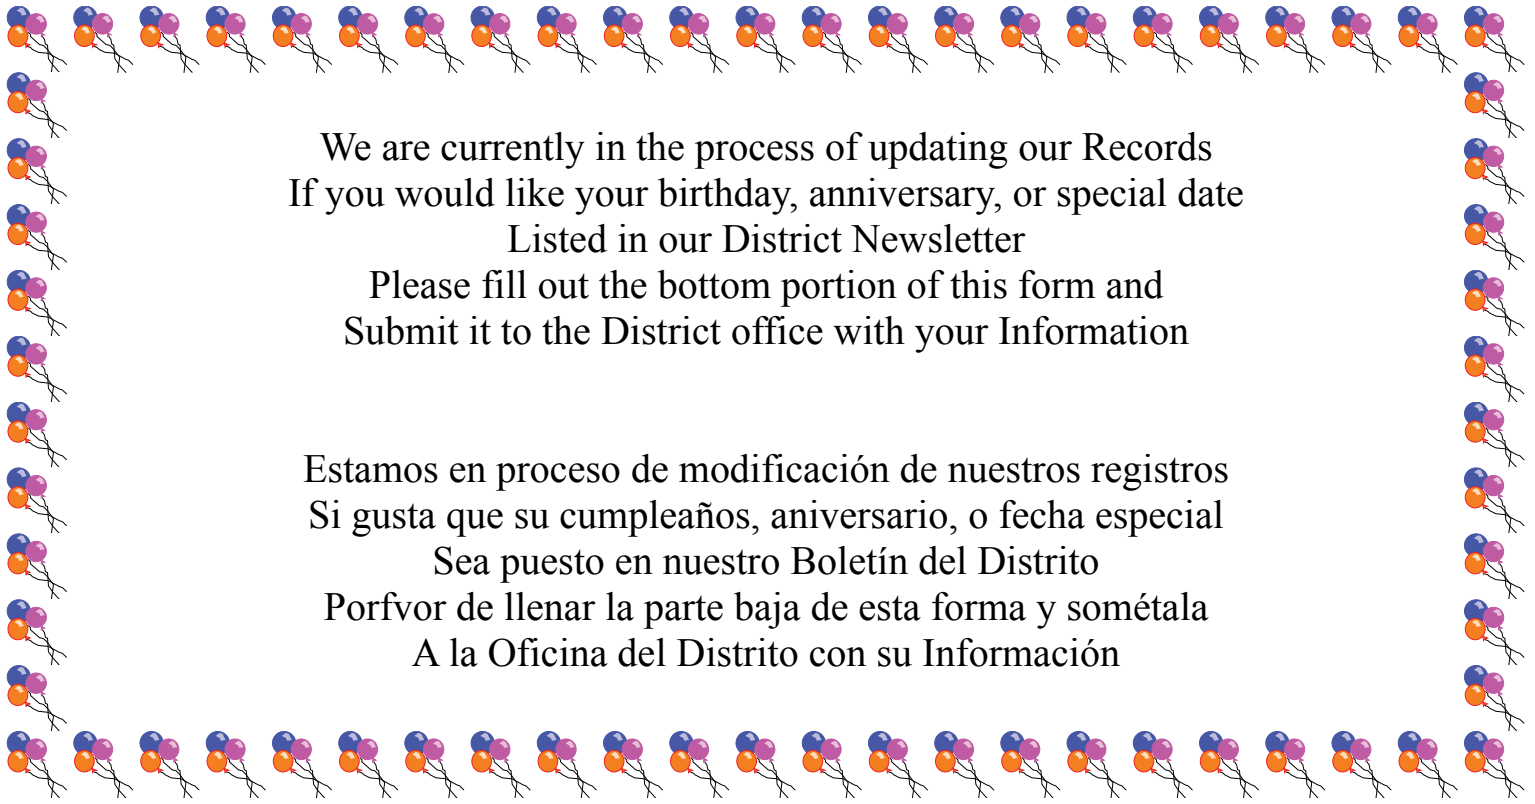 We are currently in the process of updating our Records
If you would like your birthday, anniversary, or special date
Listed in our District Newsletter
Please fill out the bottom portion of this form and
Submit it to the District office with your Information
Estamos en proceso de modificación de nuestros registros
Si gusta que su cumpleaños, aniversario, o fecha especial
Sea puesto en nuestro Boletín del Distrito
Porfvor de llenar la parte baja de esta forma y sométala
A la Oficina del Distrito con su Información